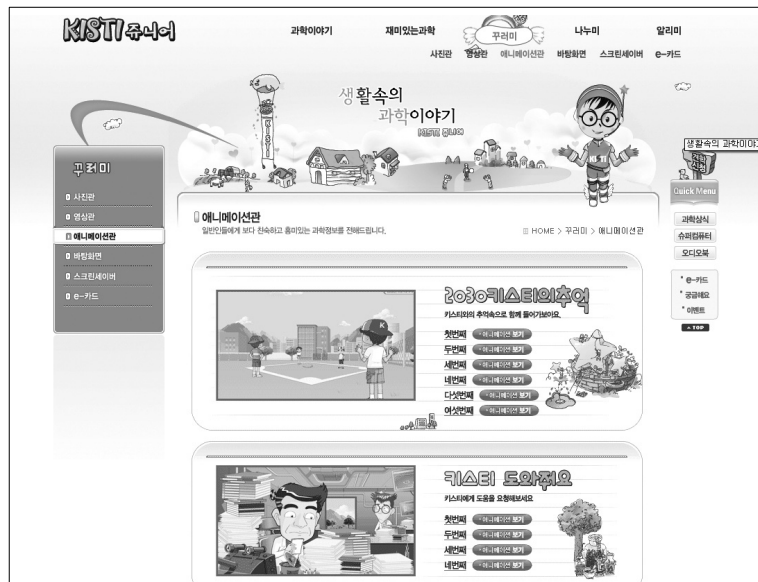 KISTI 쥬니어
과학이야기 재미있는과학 꾸러미 나누미 알리미
사진관 영상관 애니메이션관 바탕화면 스크린세이버 e-카드
생활속의
과학이야기
KISTI 쥬니어
KISTI
KISTI
생활속의 과학이야기
견학
신청
Quick Menu
과학상식
슈퍼컴퓨터
오디오북
e-카드
궁금해요
이벤트
TOP
꾸러미
사진관
영상관
애니메이션관
바탕화면
스크린세이버
e-카드
애니메이션관
일반인들에게 보다 친숙하고 흥미있는 과학정보를 전해드립니다.
HOME > 꾸러미 > 애니메이션관
2030키스티의추억
키스티와의 추억속으로 함께 들어가보아요.
첫번째 애니메이션 보기
두번째 애니메이션 보기
세번째 애니메이션 보기
네번째 애니메이션 보기
다섯번째 애니메이션 보기
여섯번째 애니메이션 보기
키스티 도와줘요
키스티에게 도움을 요청해보세요
첫번째 애니메이션 보기
두번째 애니메이션 보기
세번째 애니메이션 보기
네번째 애니메이션 보기